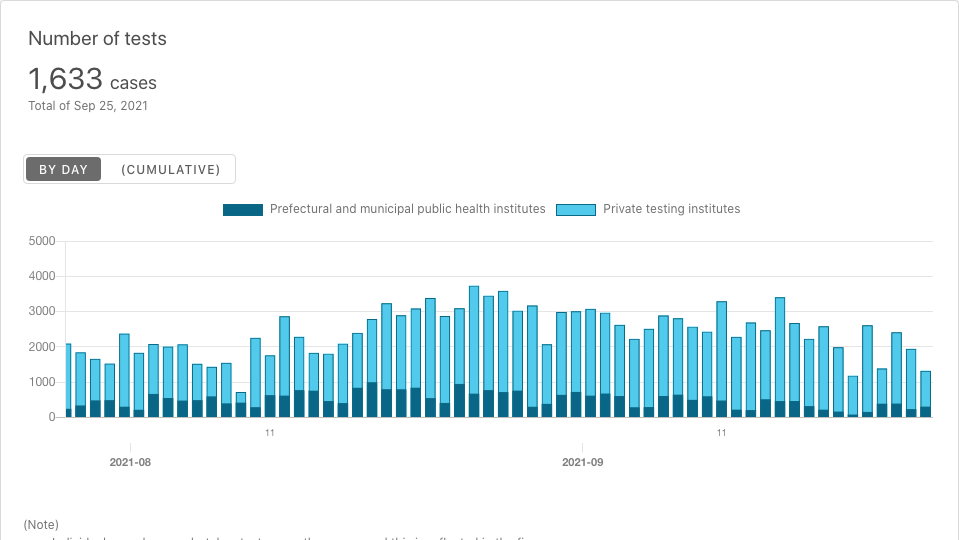 Number of tests
1,633 cases
Total of Sep 25, 2021
BY DAY (CUMULATIVE)
Prefectural and municipal public health institutes Private testing institutes
5000
4000
3000
2000
1000
0
11 11
2021-08 2021-09
(Note)